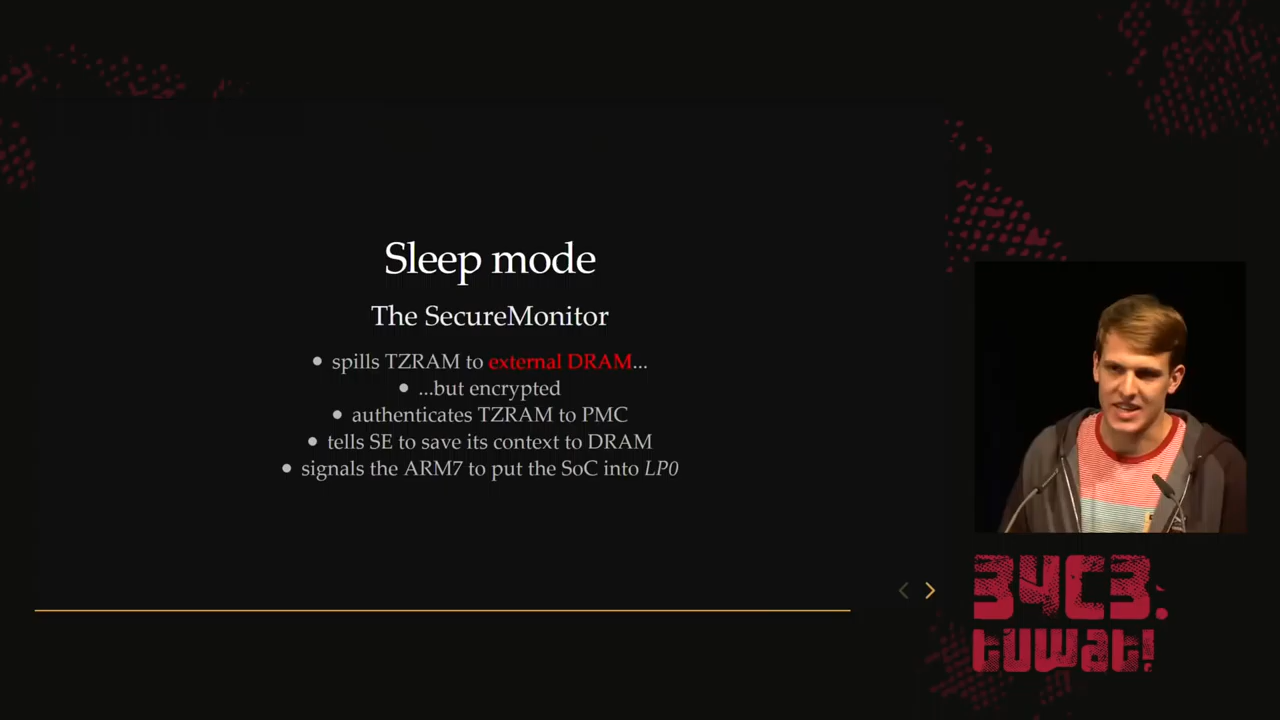 Sleep mode
The SecureMonitor
• spills TZRAM to external DRAM...
• ...but encrypted
• authenticates TZRAM to PMC
• tells SE to save its context to DRAM
• signals the ARM7 to put the SoC into LP0
34C3.
tuwat!